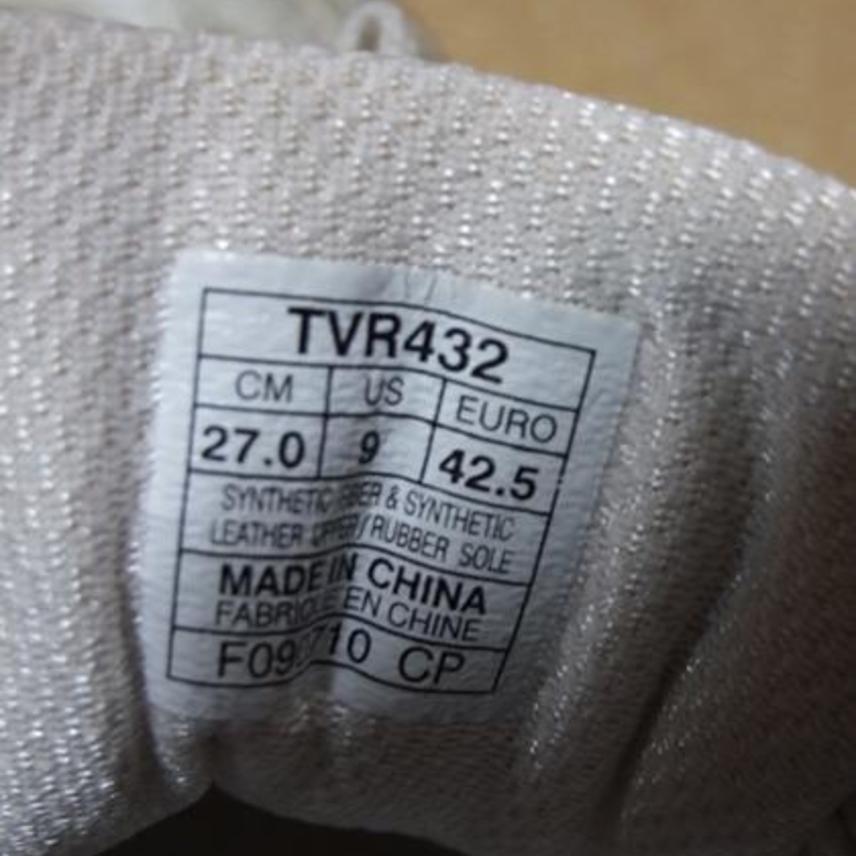 TVR432
CM US EURO
27.0 9 42.5
SYNTHETIC & SYNTHETIC
LEATHER UPPER/RUBBER SOLE
MADE IN CHINA
FABRIQUE EN CHINE
CP